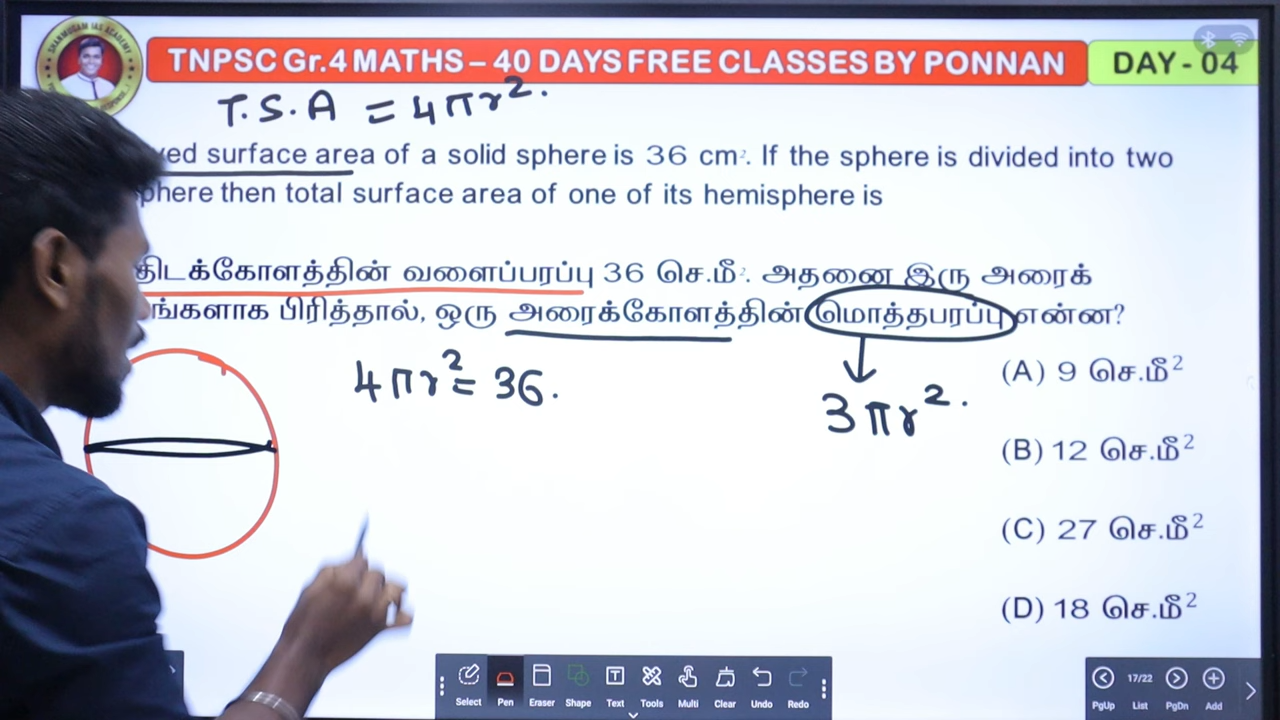 TNPSC Gr.4 MATHS – 40 DAYS FREE CLASSES BY PONNAN
DAY - 04
SHANMUGAM IAS ACADEMY
T.S.A = 4πr².
surface area of a solid sphere is 36 cm². If the sphere is divided into two
then total surface area of one of its hemisphere is
திடக்கோளத்தின் வளைப்பரப்பு 36 செ.மீ². அதனை இரு அரைக்
பிரித்தால், ஒரு அரைக்கோளத்தின் மொத்தபரப்பு என்ன?
4πr² = 36.
3πr².
(A) 9 செ.மீ²
(B) 12 செ.மீ²
(C) 27 செ.மீ²
(D) 18 செ.மீ²
Select Pen Eraser Shape Text Tools Multi Clear Undo Redo
17/22
PgUp List PgDn Add